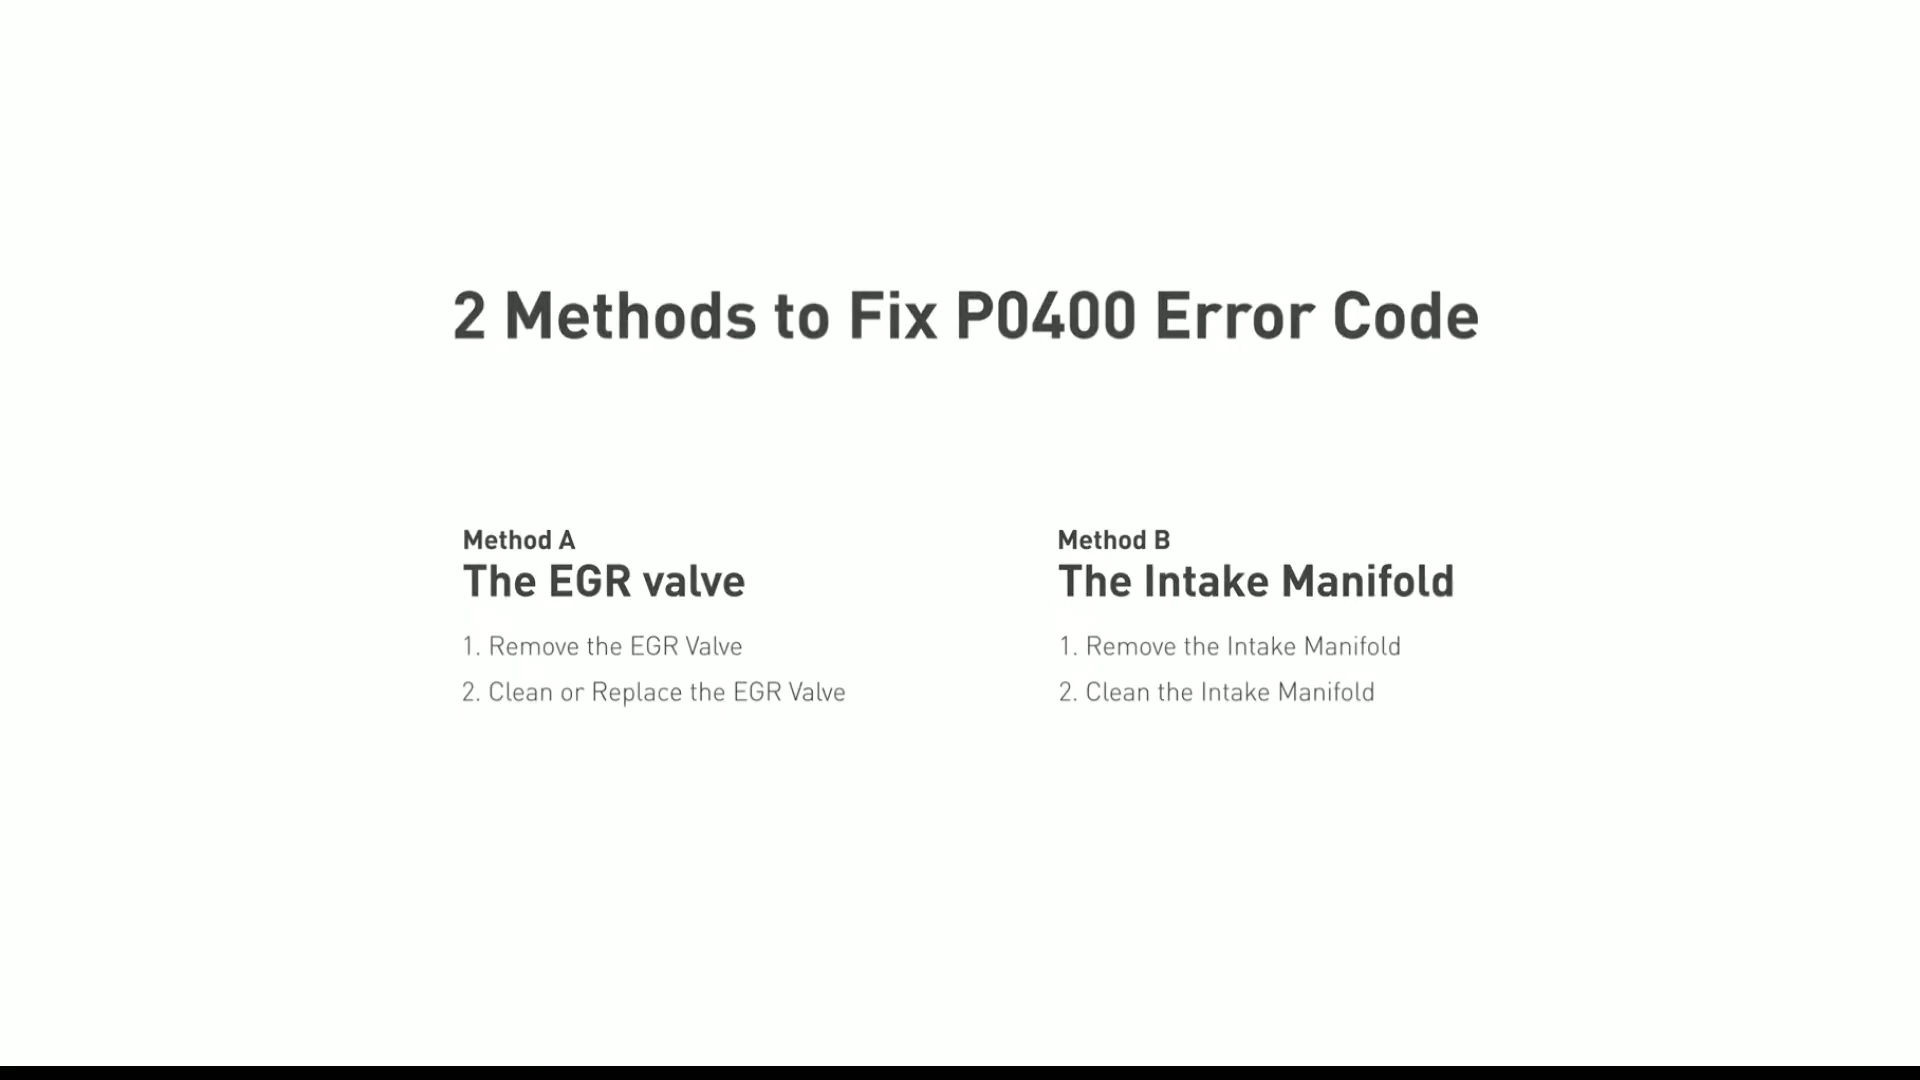 2 Methods to Fix P0400 Error Code
Method A
The EGR valve
1. Remove the EGR Valve
2. Clean or Replace the EGR Valve
Method B
The Intake Manifold
1. Remove the Intake Manifold
2. Clean the Intake Manifold